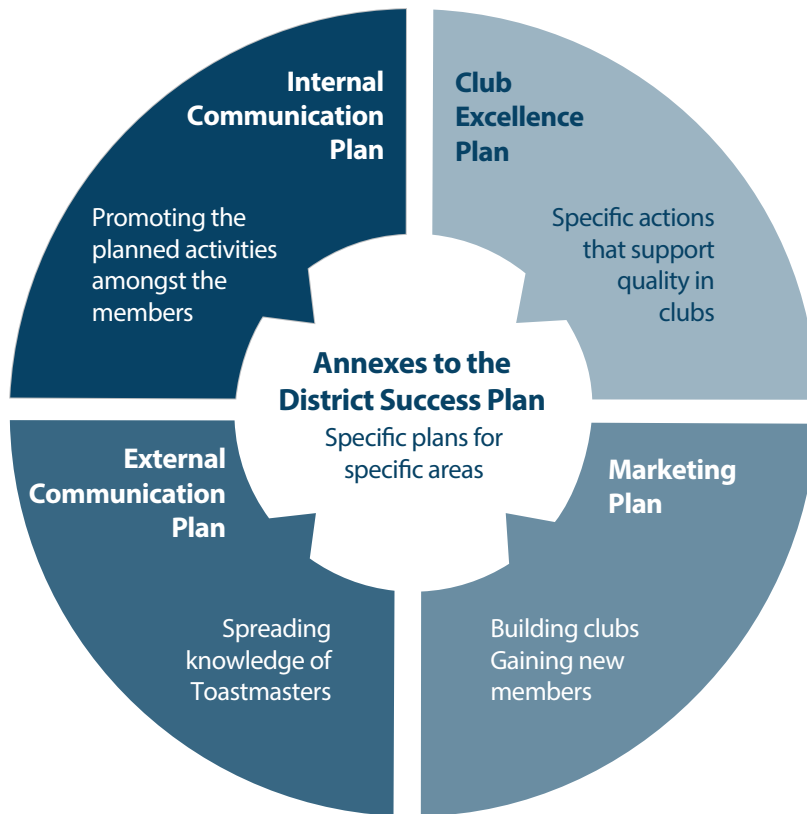 Internal
Communication
Plan
Promoting the
planned activities
amongst the
members
Club
Excellence
Plan
Specific actions
that support
quality in
clubs
Annexes to the
District Success Plan
Specific plans for
specific areas
External
Communication
Plan
Spreading
knowledge of
Toastmasters
Marketing
Plan
Building clubs
Gaining new
members